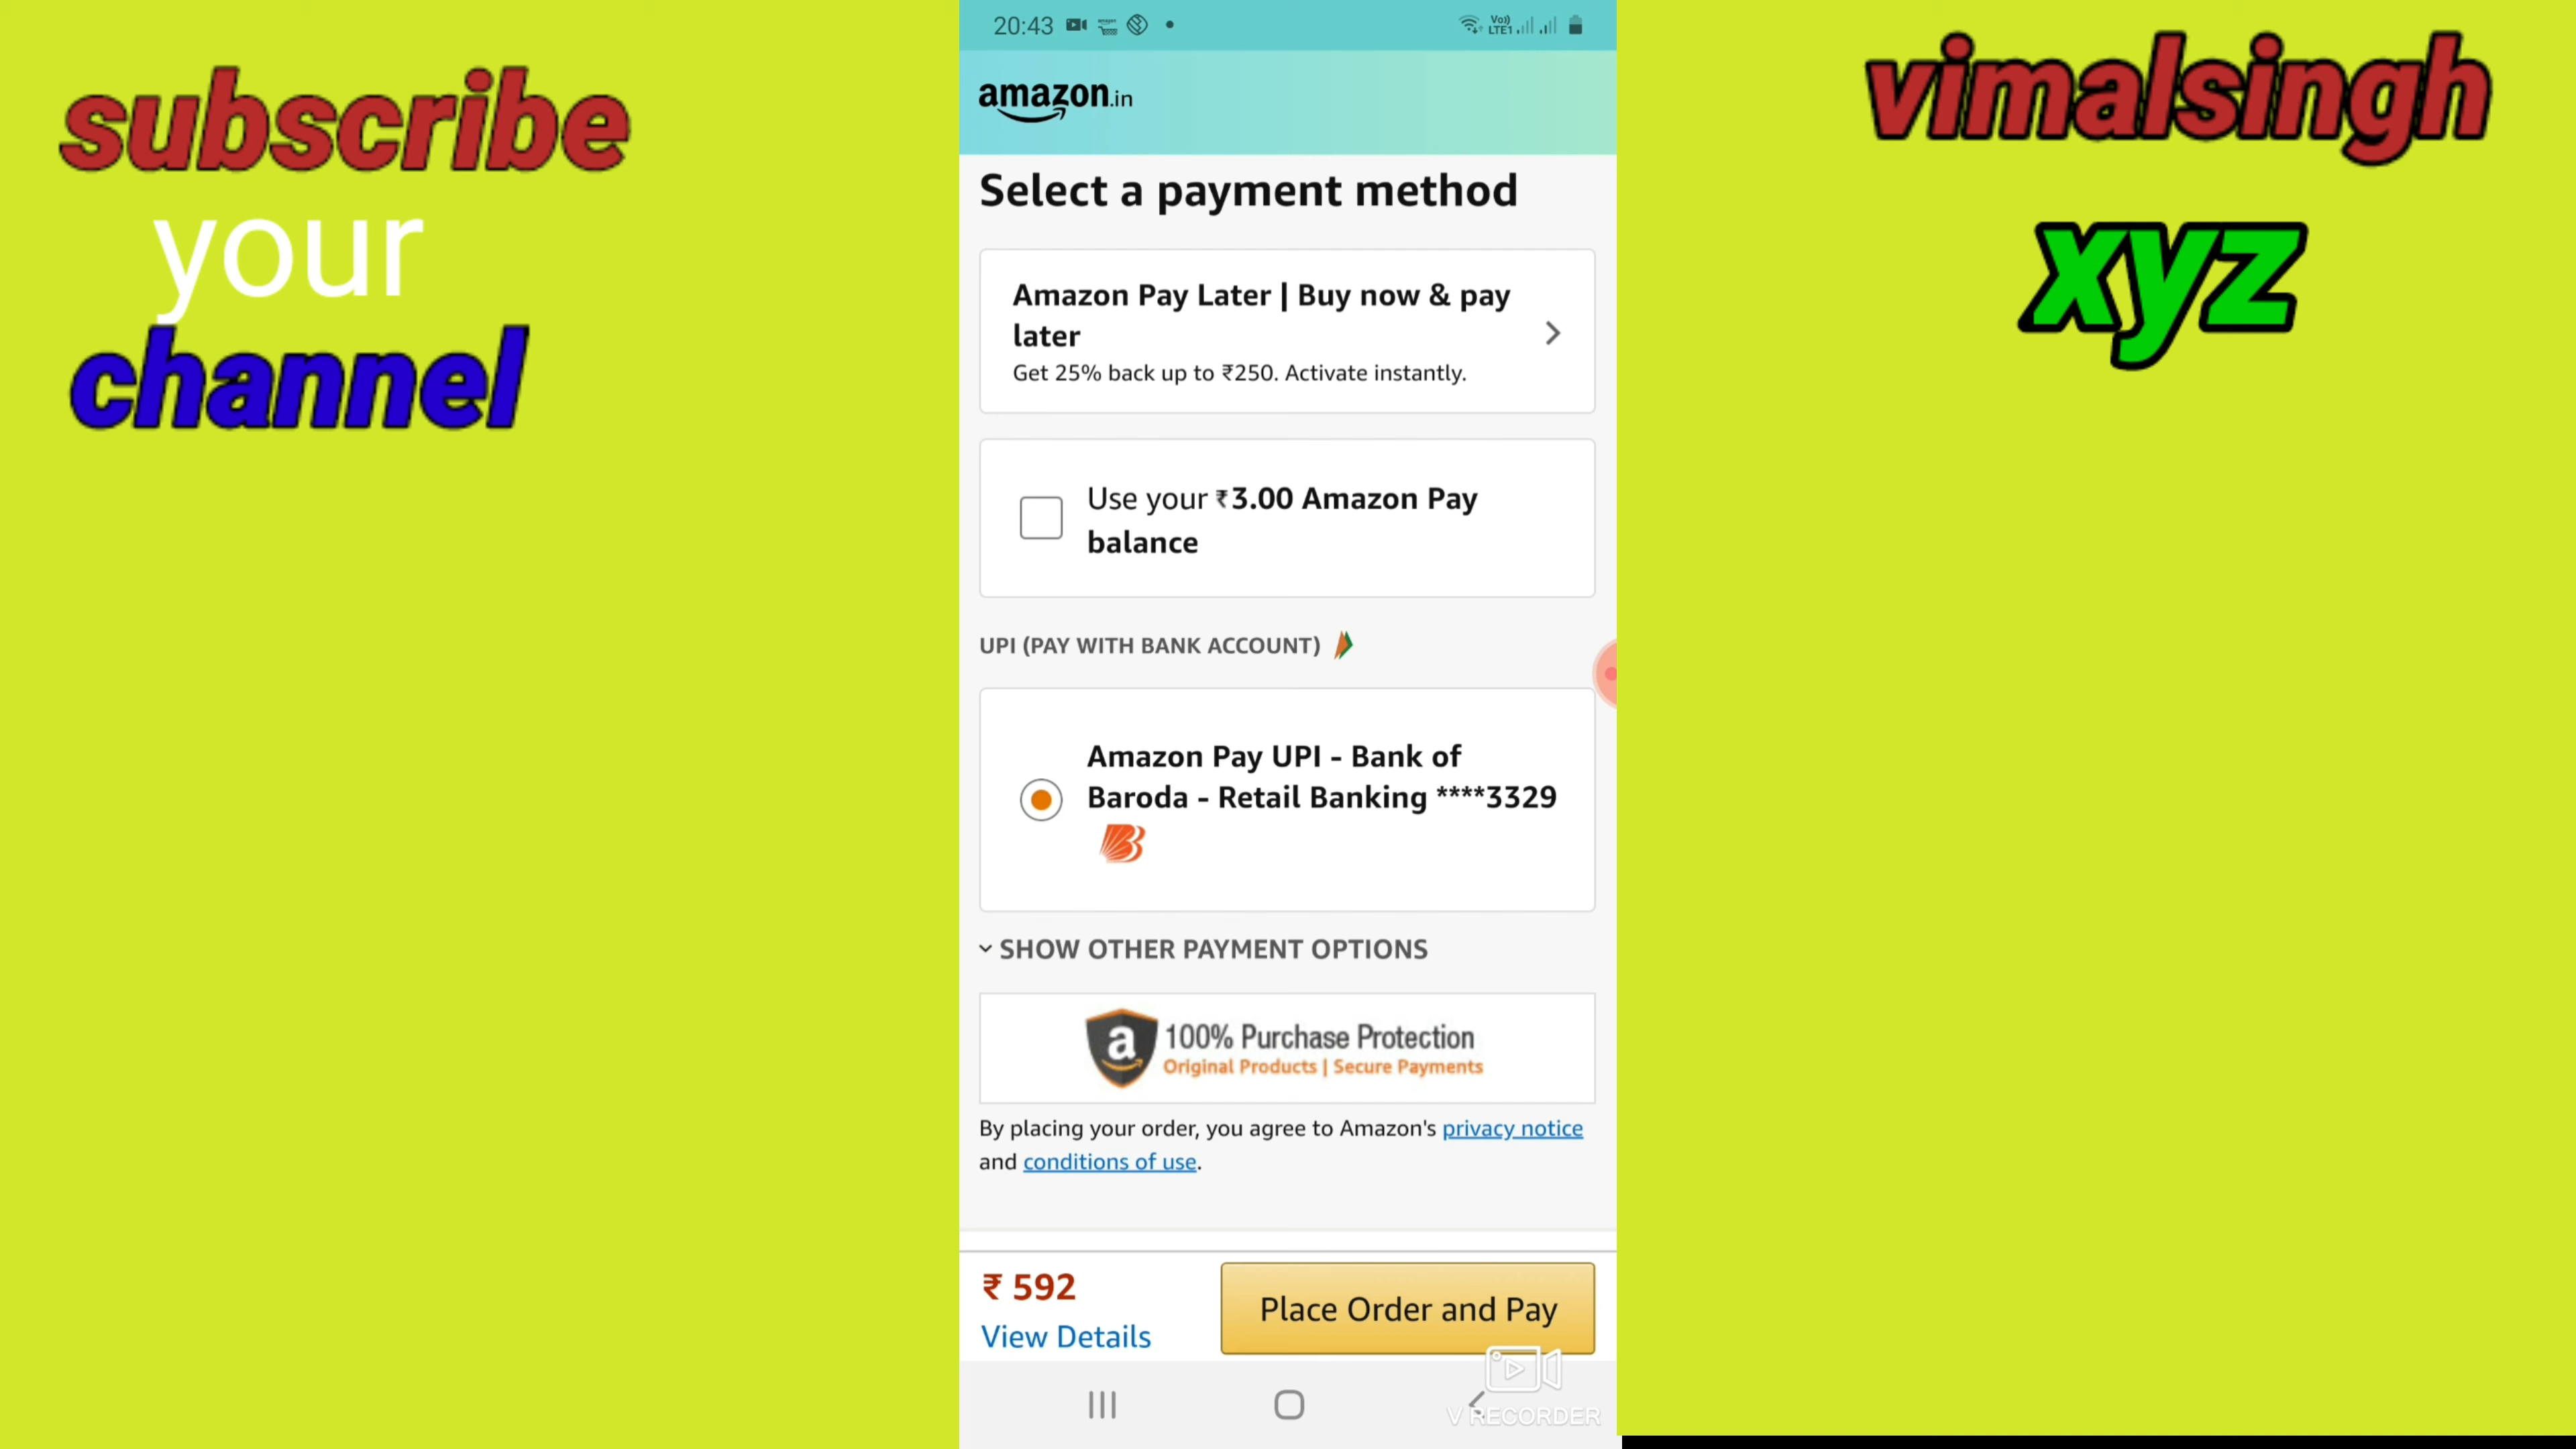 subscribe
your
channel
vimalsingh
xyz
20:43
Vo))
LTE1
amazon.in
Select a payment method
Amazon Pay Later | Buy now & pay
later
Get 25% back up to ₹250. Activate instantly.
Use your ₹3.00 Amazon Pay
balance
UPI (PAY WITH BANK ACCOUNT)
Amazon Pay UPI - Bank of
Baroda - Retail Banking ****3329
SHOW OTHER PAYMENT OPTIONS
a
100% Purchase Protection
Original Products | Secure Payments
By placing your order, you agree to Amazon's privacy notice
and conditions of use.
₹ 592
View Details
Place Order and Pay
V RECORDER